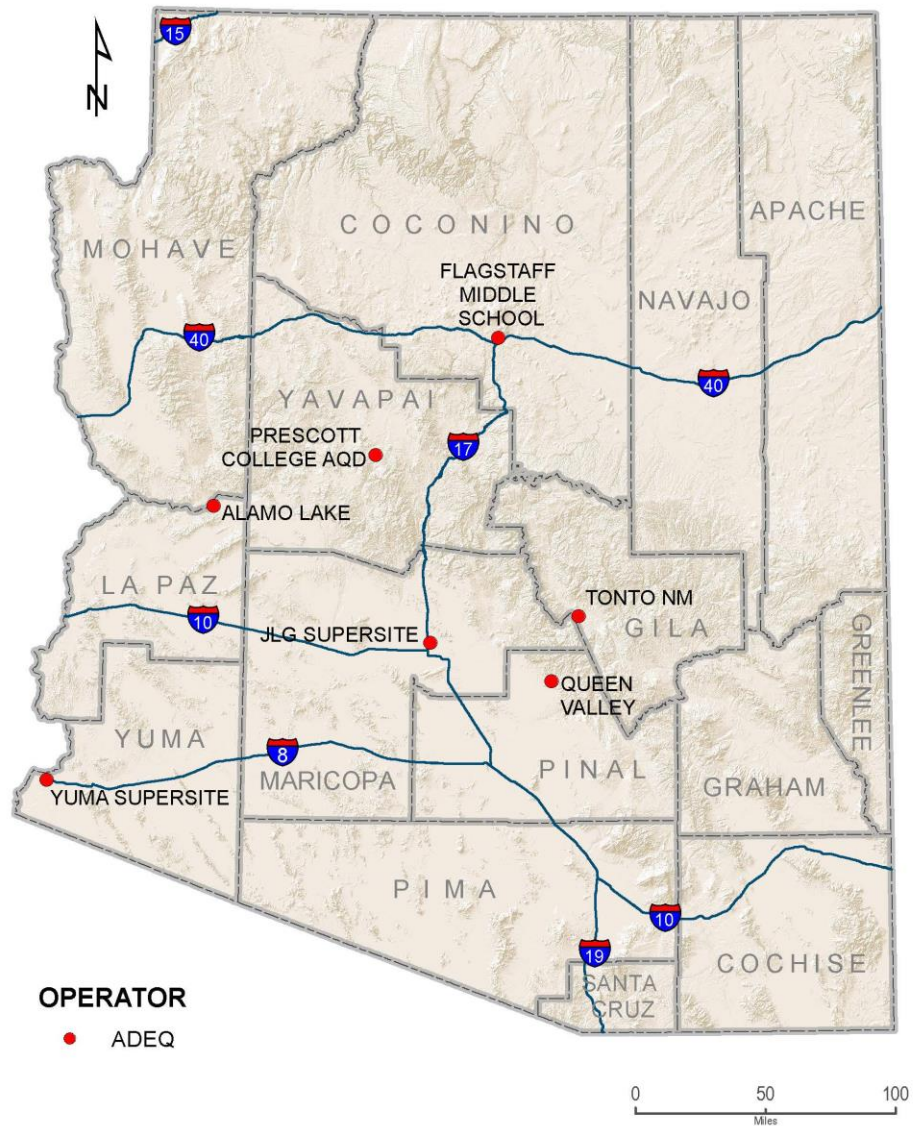 15
N
APACHE
COCONINO
MOHAVE
FLAGSTAFF
MIDDLE
SCHOOL
NAVAJO
40
40
YAVAPAI
PRESCOTT
COLLEGE AQD
17
ALAMO LAKE
LA PAZ
10
JLG SUPERSITE
TONTO NM
GILA
GREENLEE
QUEEN
VALLEY
YUMA
8
MARICOPA
PINAL
GRAHAM
YUMA SUPERSITE
PIMA
10
19
COCHISE
SANTA
CRUZ
OPERATOR
ADEQ
0 50 100
Miles